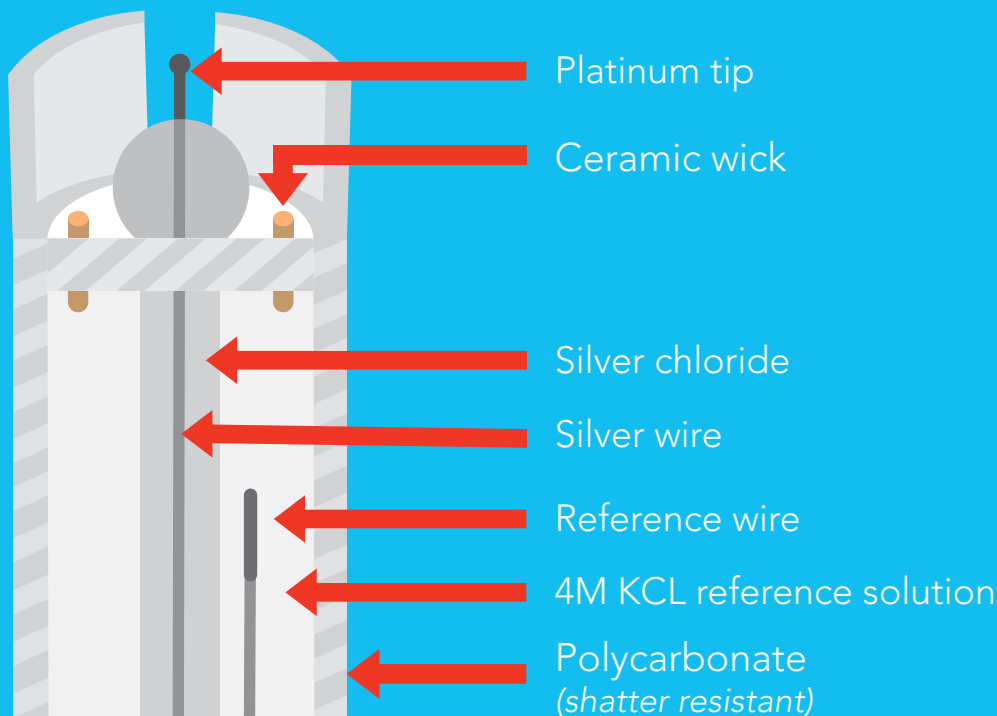 Platinum tip
Ceramic wick
Silver chloride
Silver wire
Reference wire
4M KCL reference solution
Polycarbonate
(shatter resistant)